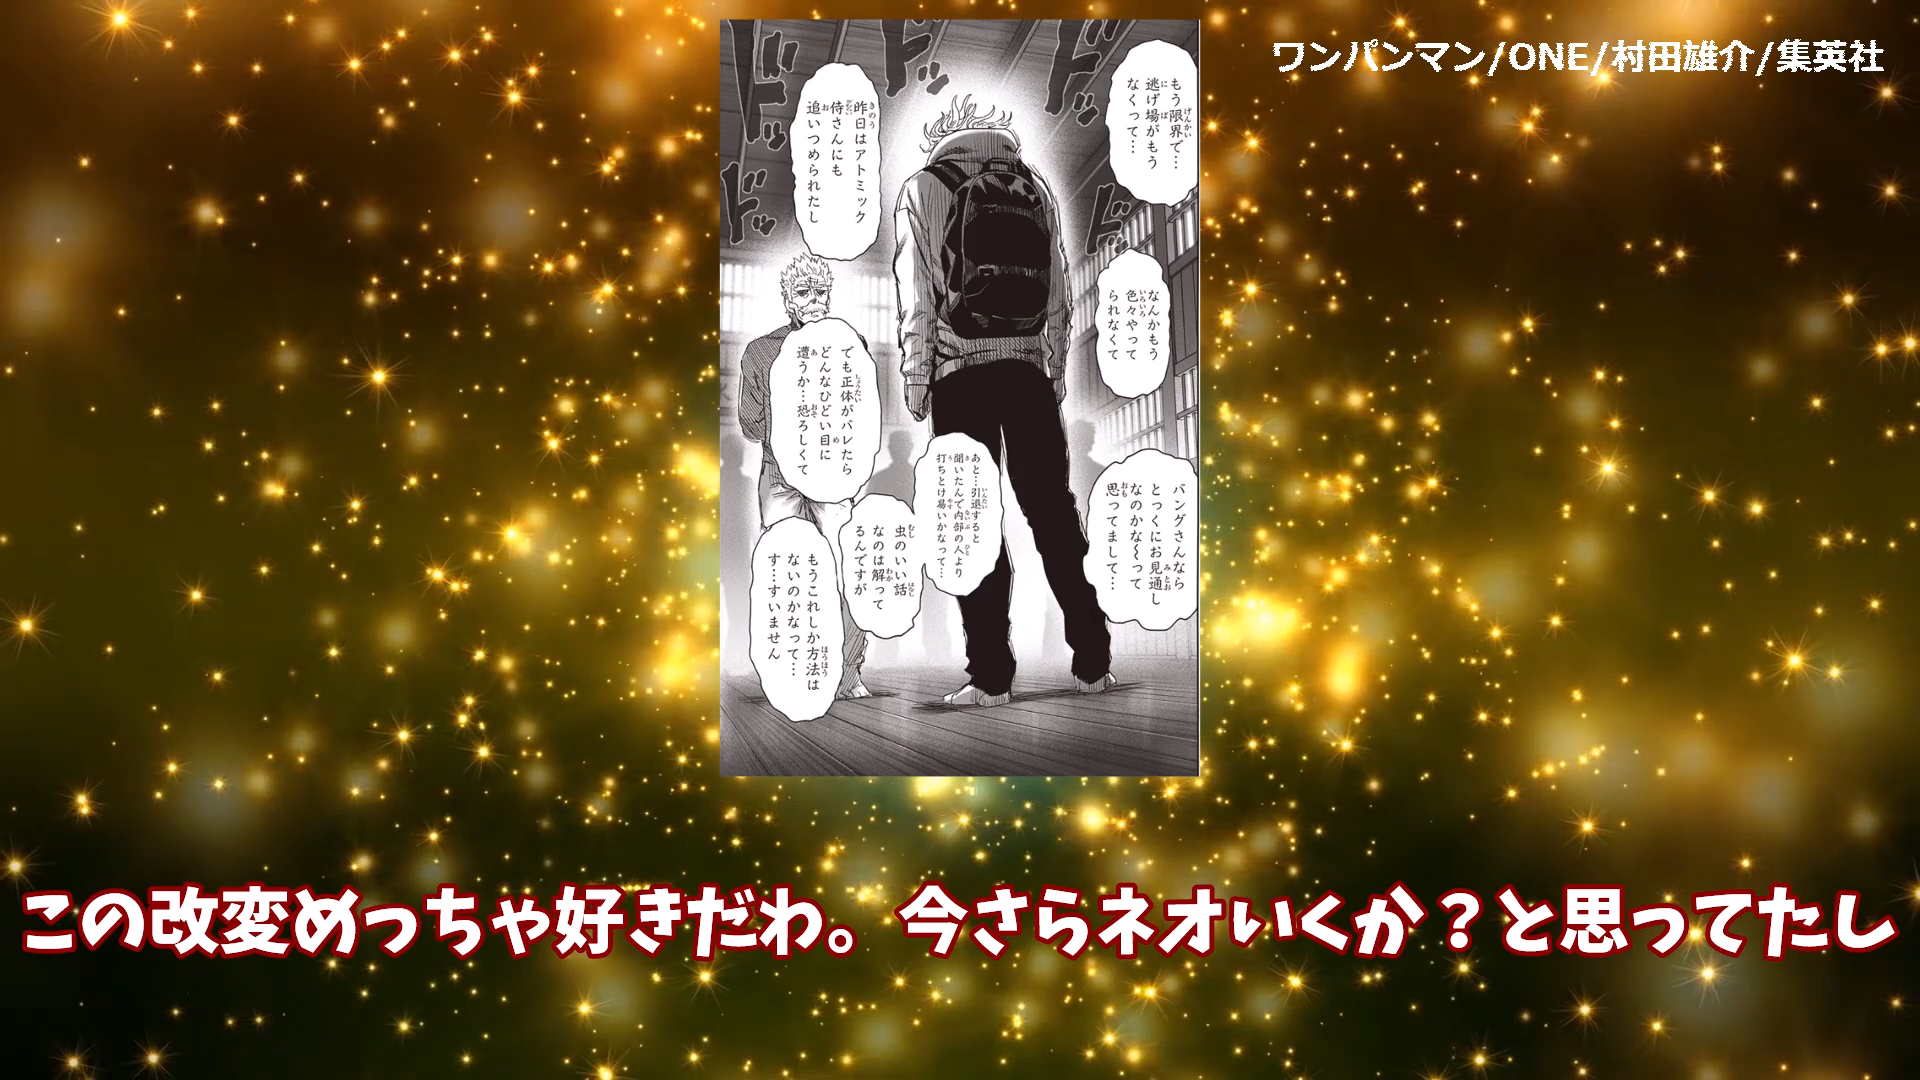 ワンパンマン/ONE/村田雄介/集英社
もう限界で…
逃げ場がもう
なくって…
なんかもう
色々やって
られなくて
バングさんなら
とっくにお見通し
なのかな〜って
思ってまして…
昨日はアトミック
侍さんにも
追いつめられたし
でも正体がバレたら
どんなひどい目に
遭うか…恐ろしくて
あと…引退すると
聞いたんで内部の人より
打ちとけ易いかなって…
虫のいい話
なのは解って
るんですが
もうこれしか方法は
ないのかなって…
す…すいません
ドッ
ドッ
ドッ
ドッ
ドッ
この改変めっちゃ好きだわ。今さらネオいくか？と思ってたし